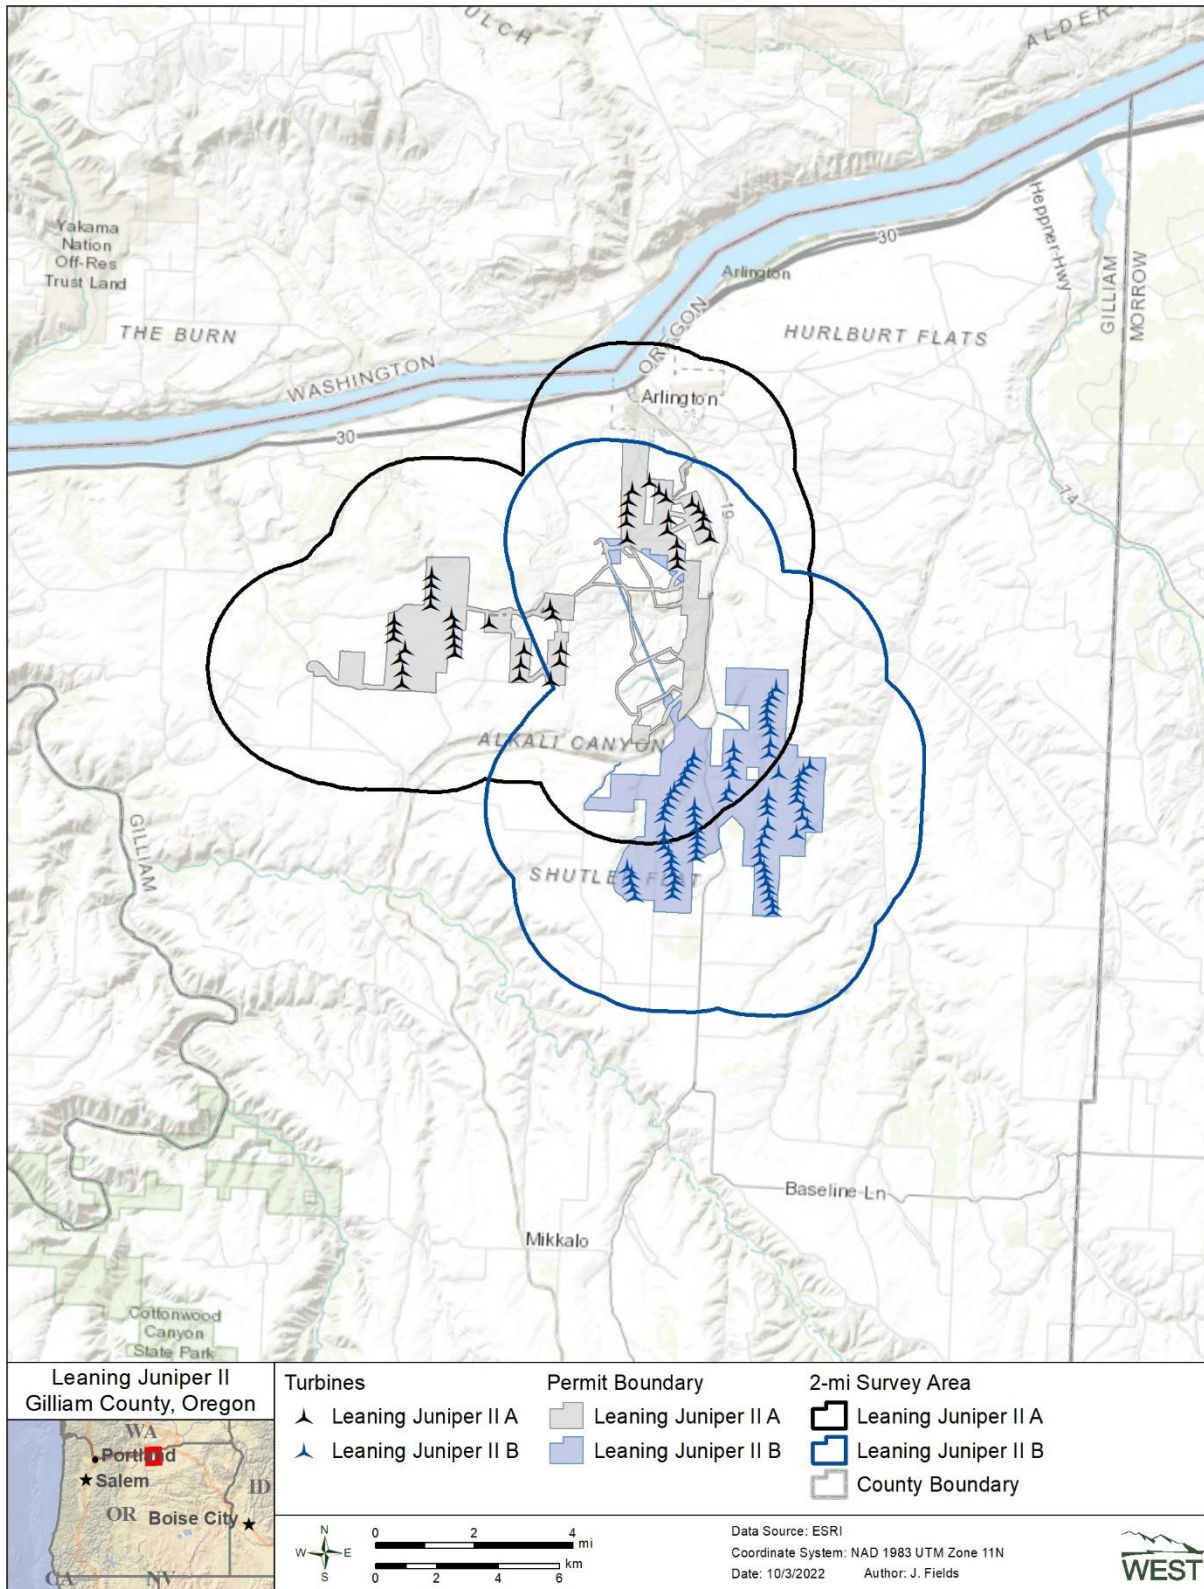 ULCH
ALDER
Yakama
Nation
Off-Res
Trust Land
THE BURN
WASHINGTON
OREGON
30
Arlington
HURLBURT FLATS
Heppner-Hwy
GILLIAM
MORROW
30
Arlington
19
74
ALKALI CANYON
GILLIAM
SHUTLER FLAT
Baseline Ln
Mikkalo
Cottonwood
Canyon
State Park
Leaning Juniper II
Gilliam County, Oregon
WA
Portland
Salem
OR
ID
Boise City
CA
NV
Turbines
Leaning Juniper II A
Leaning Juniper II B
Permit Boundary
Leaning Juniper II A
Leaning Juniper II B
2-mi Survey Area
Leaning Juniper II A
Leaning Juniper II B
County Boundary
N
W E
S
0 2 4
mi
km
0 2 4 6
Data Source: ESRI
Coordinate System: NAD 1983 UTM Zone 11N
Date: 10/3/2022 Author: J. Fields
WEST